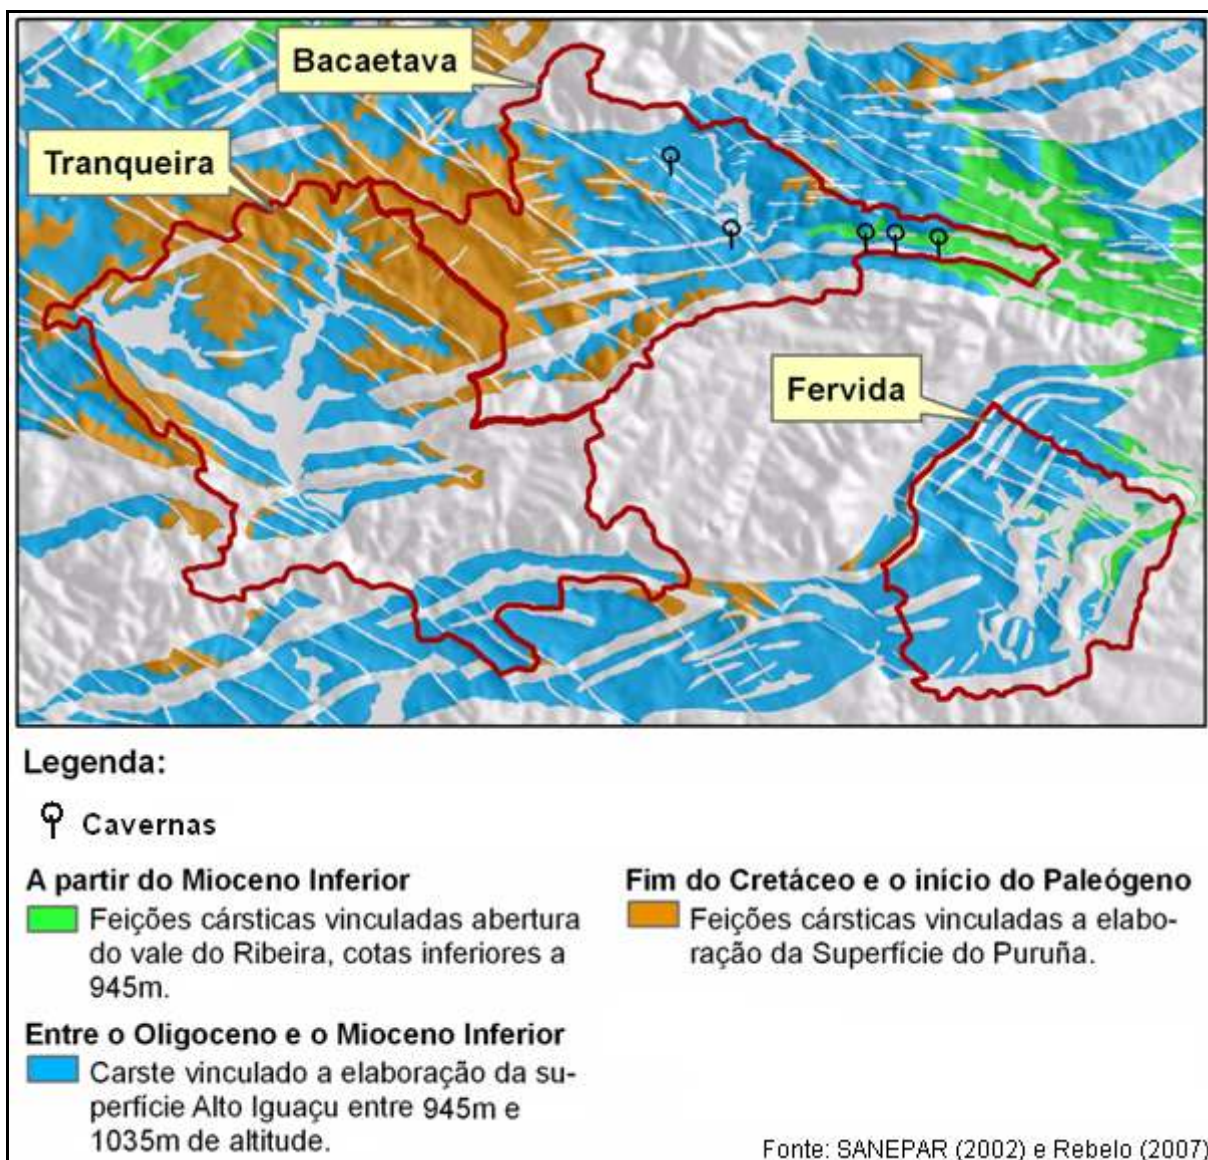 Bacaetava
Tranqueira
Fervida
Legenda:
Cavernas
A partir do Mioceno Inferior
Feições cársticas vinculadas abertura
do vale do Ribeira, cotas inferiores a
945m.
Entre o Oligoceno e o Mioceno Inferior
Carste vinculado a elaboração da su-
perfície Alto Iguaçu entre 945m e
1035m de altitude.
Fim do Cretáceo e o início do Paleógeno
Feições cársticas vinculadas a elabo-
ração da Superfície do Puruña.
Fonte: SANEPAR (2002) e Rebelo (2007)